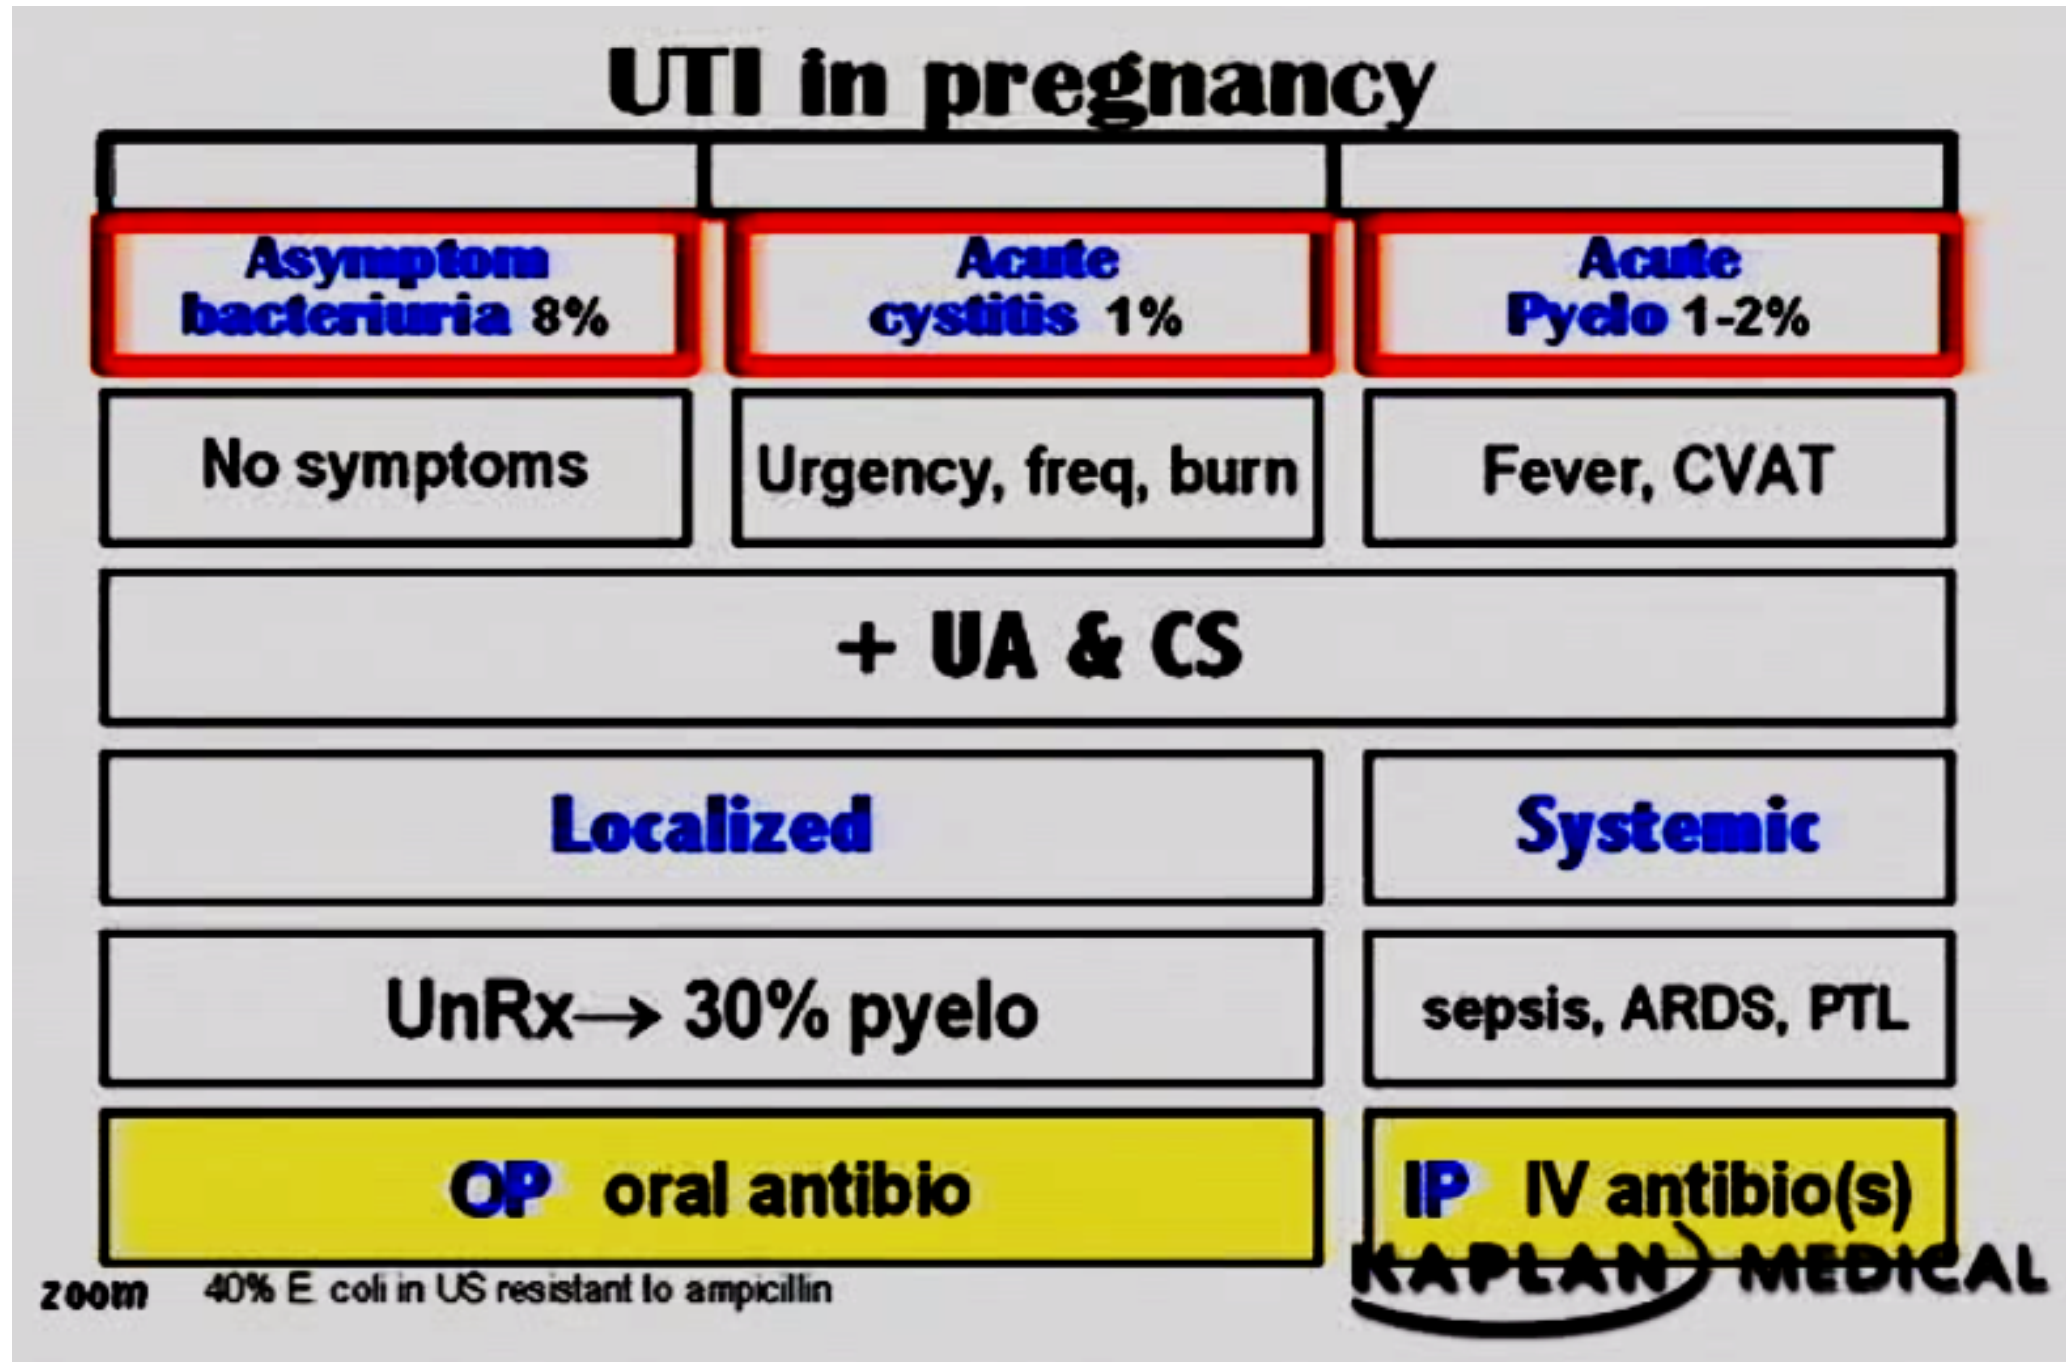 UTI in pregnancy
Asymptom
bacteriuria 8%
Acute
cystitis 1%
Acute
Pyelo 1-2%
No symptoms
Urgency, freq, burn
Fever, CVAT
+ UA & CS
Localized
Systemic
UnRx→ 30% pyelo
sepsis, ARDS, PTL
OP oral antibio
IP IV antibio(s)
zoom
40% E coli in US resistant to ampicillin
KAPLAN MEDICAL